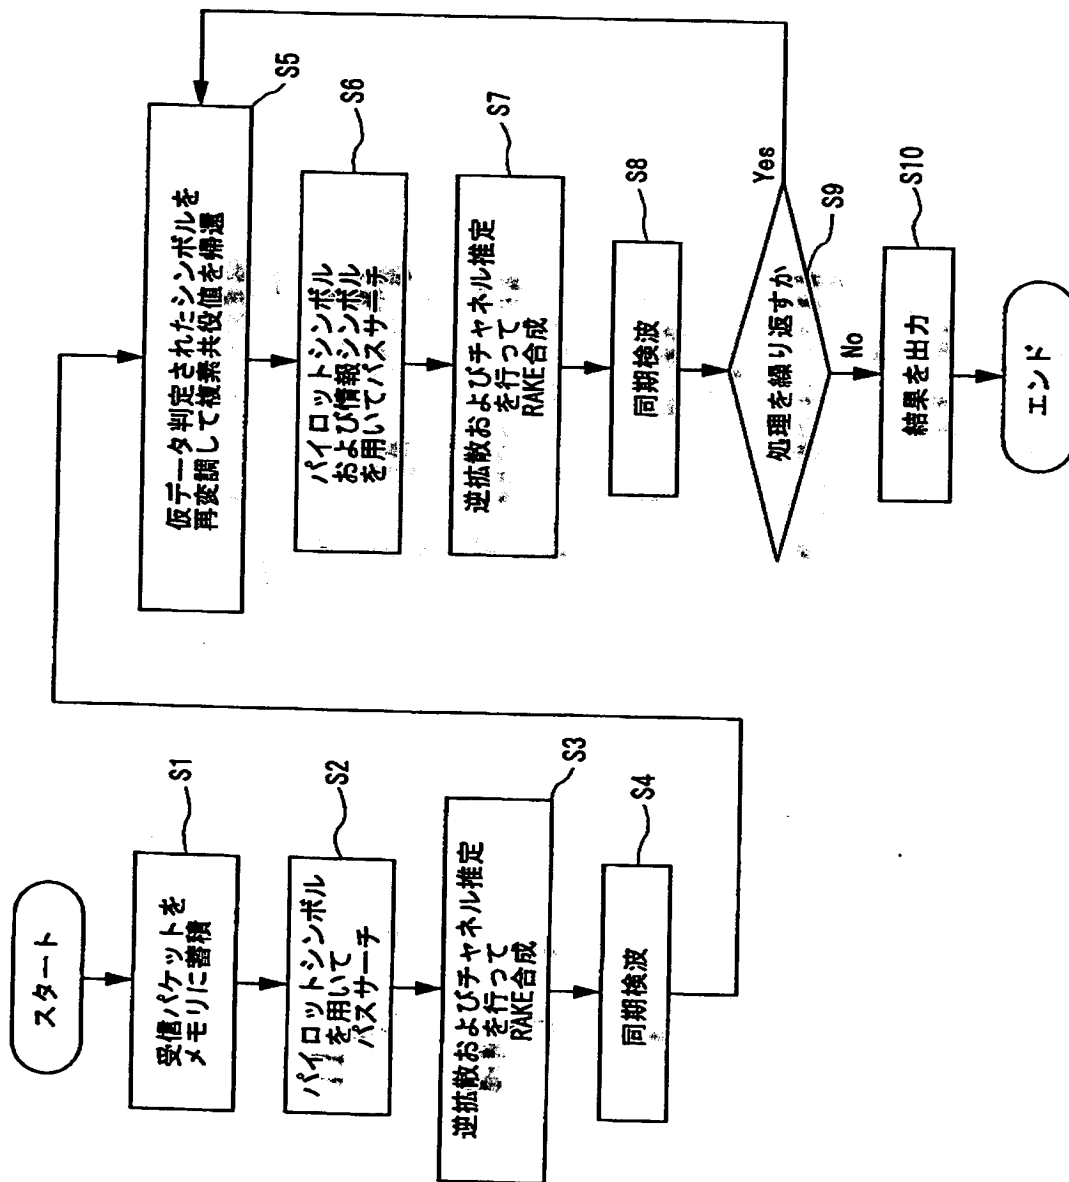 スタート
受信パケットを
メモリに蓄積
S1
パイロットシンボル
を用いて
パスサーチ
S2
逆拡散およびチャネル推定
を行って
RAKE合成
S3
同期検波
S4
仮データ判定されたシンボルを
再変調して複素共役値を帰還
S5
パイロットシンボル
および情報シンボル
を用いてパスサーチ
S6
逆拡散およびチャネル推定
を行って
RAKE合成
S7
同期検波
S8
処理を繰り返すか
S9
Yes
No
結果を出力
S10
エンド